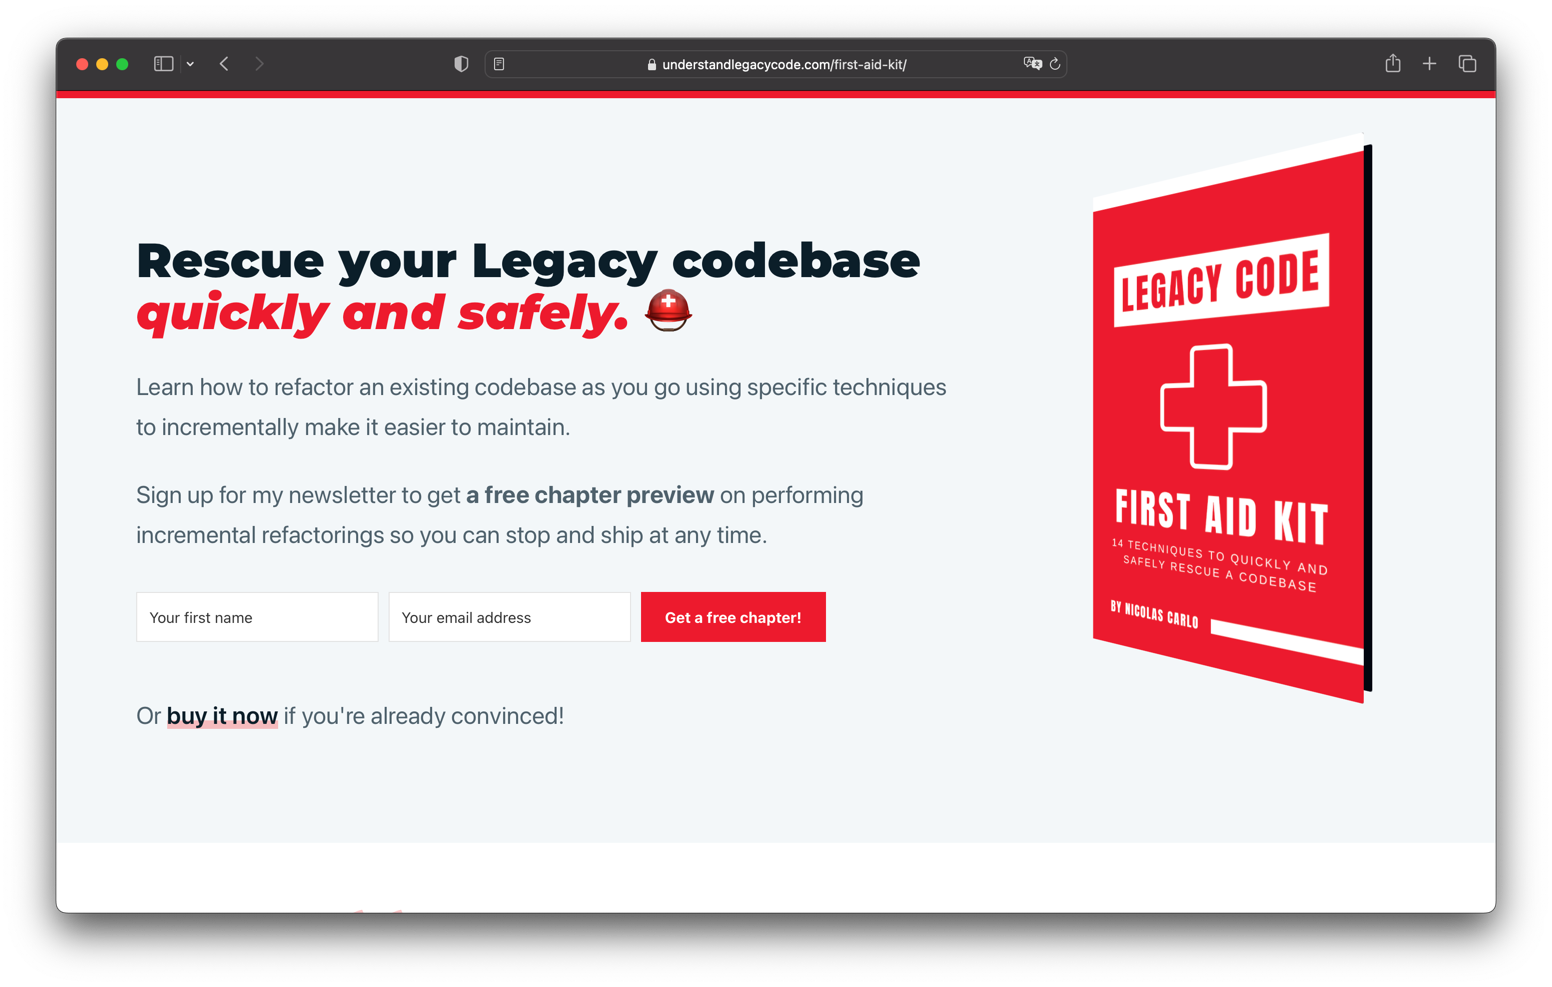 understandlegacycode.com/first-aid-kit/
Rescue your Legacy codebase
quickly and safely.
Learn how to refactor an existing codebase as you go using specific techniques
to incrementally make it easier to maintain.
Sign up for my newsletter to get a free chapter preview on performing
incremental refactorings so you can stop and ship at any time.
Your first name
Your email address
Get a free chapter!
Or buy it now if you're already convinced!
LEGACY CODE
FIRST AID KIT
14 TECHNIQUES TO QUICKLY AND
SAFELY RESCUE A CODEBASE
BY NICOLAS CARLO